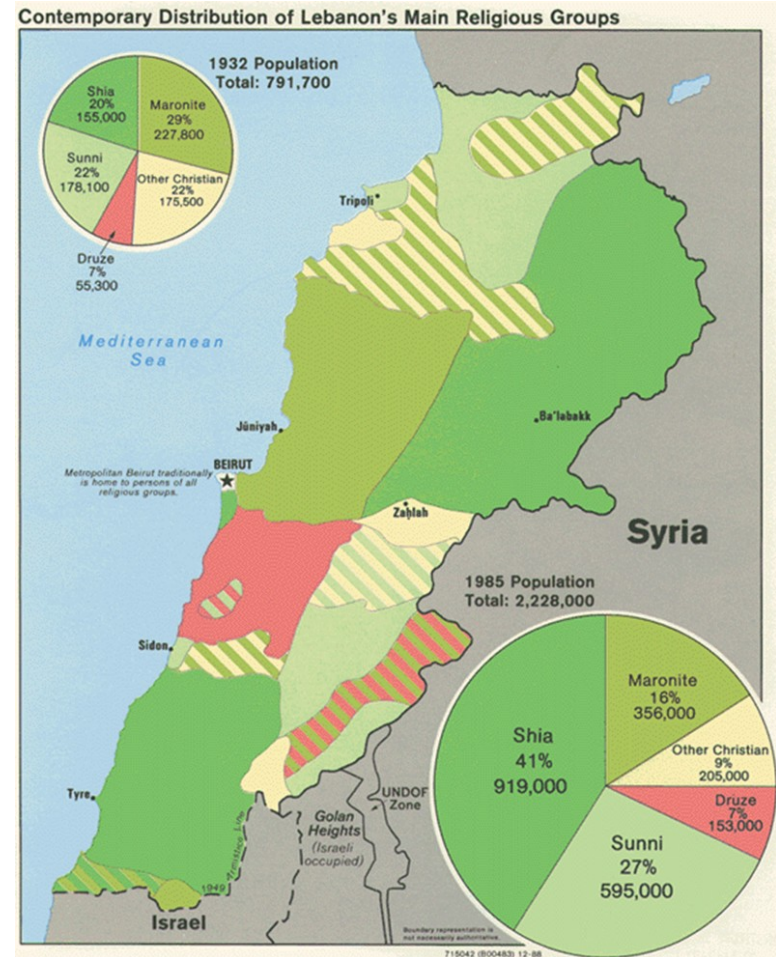 Contemporary Distribution of Lebanon's Main Religious Groups
1932 Population
Total: 791,700
Shia
20%
155,000
Maronite
29%
227,800
Sunni
22%
178,100
Other Christian
22%
175,500
Druze
7%
55,300
Tripoli
Mediterranean
Sea
Ba'labakk
Jūniyah
BEIRUT
Metropolitan Beirut traditionally
is home to persons of all
religious groups.
Zaḩlah
Syria
1985 Population
Total: 2,228,000
Sidon
Maronite
16%
356,000
Shia
41%
919,000
Other Christian
9%
205,000
Druze
7%
153,000
Sunni
27%
595,000
Tyre
UNDOF
Zone
Golan
Heights
(Israeli
occupied)
1949 Armistice Line
Israel
Boundary representation is
not necessarily authoritative.
715042 (B00483) 12-88